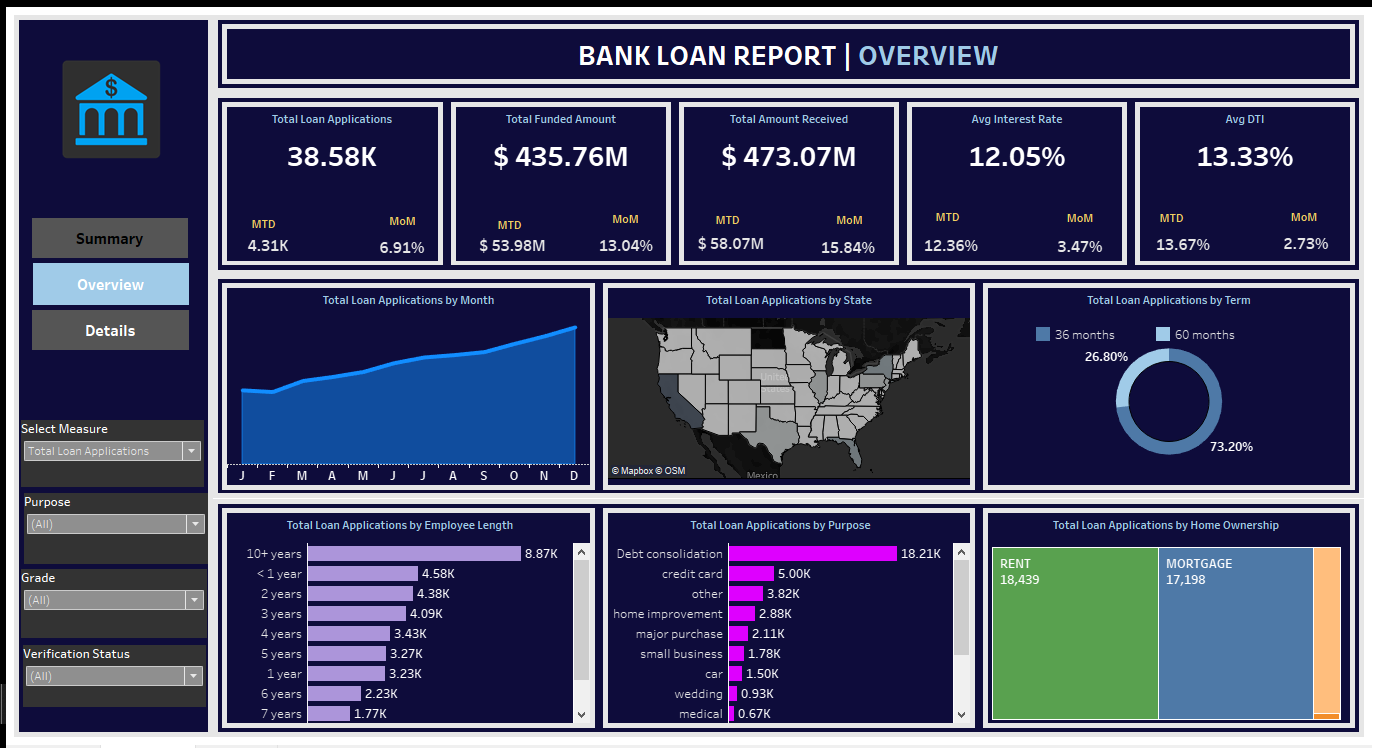 $
BANK LOAN REPORT | OVERVIEW
Summary
Overview
Details
Select Measure
Total Loan Applications
Purpose
(All)
Grade
(All)
Verification Status
(All)
Total Loan Applications
38.58K
MTD
MoM
4.31K
6.91%
Total Funded Amount
$ 435.76M
MTD
MoM
$ 53.98M
13.04%
Total Amount Received
$ 473.07M
MTD
MoM
$ 58.07M
15.84%
Avg Interest Rate
12.05%
MTD
MoM
12.36%
3.47%
Avg DTI
13.33%
MTD
MoM
13.67%
2.73%
Total Loan Applications by Month
J F M A M J J A S O N D
Total Loan Applications by State
United
© Mapbox © OSM
Mexico
Total Loan Applications by Term
36 months
60 months
26.80%
73.20%
Total Loan Applications by Employee Length
10+ years 8.87K
< 1 year 4.58K
2 years 4.38K
3 years 4.09K
4 years 3.43K
5 years 3.27K
1 year 3.23K
6 years 2.23K
7 years 1.77K
Total Loan Applications by Purpose
Debt consolidation 18.21K
credit card 5.00K
other 3.82K
home improvement 2.88K
major purchase 2.11K
small business 1.78K
car 1.50K
wedding 0.93K
medical 0.67K
Total Loan Applications by Home Ownership
RENT
18,439
MORTGAGE
17,198